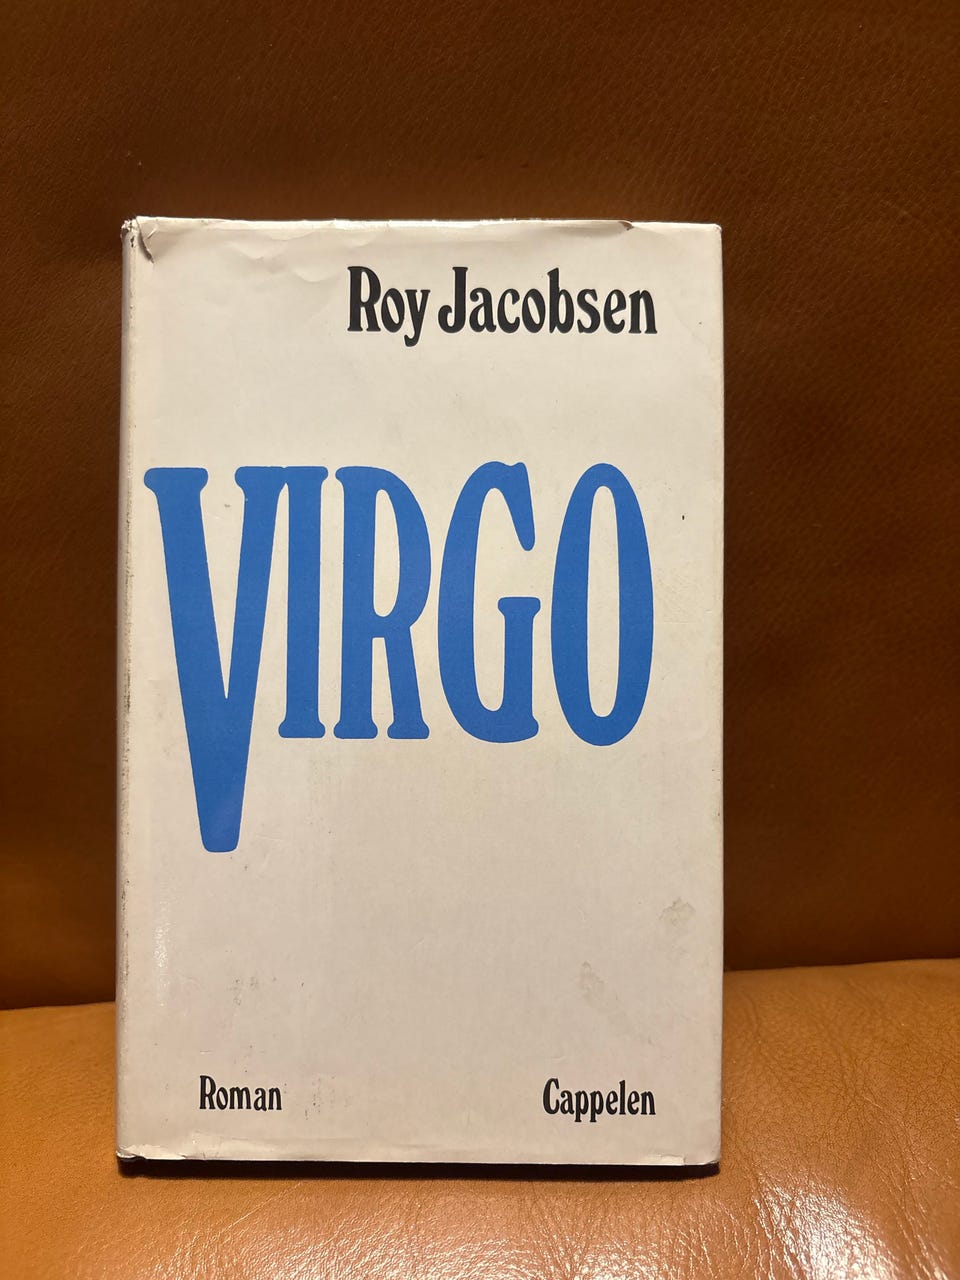 Roy Jacobsen
VIRGO
Roman
Cappelen